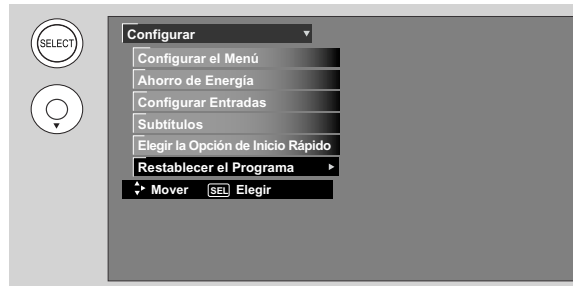 SELECT
Configurar
Configurar el Menú
Ahorro de Energía
Configurar Entradas
Subtítulos
Elegir la Opción de Inicio Rápido
Restablecer el Programa
Mover SEL Elegir